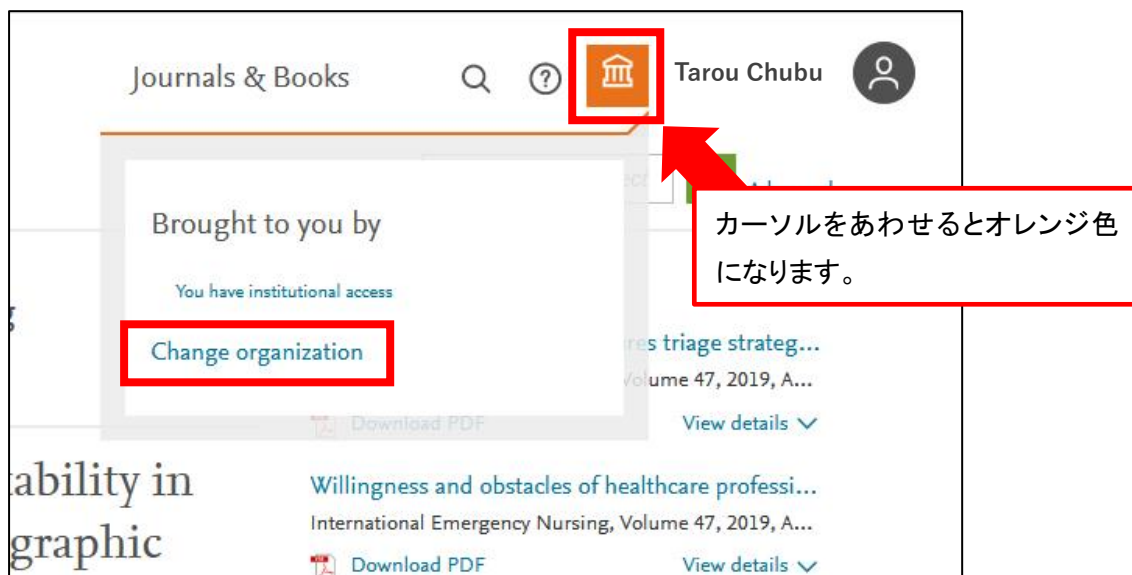 Journals & Books
Tarou Chubu
カーソルをあわせるとオレンジ色
になります。
Brought to you by
You have institutional access
Change organization
es triage strateg...
Volume 47, 2019, A...
Download PDF
View details
ability in
graphic
Willingness and obstacles of healthcare professi...
International Emergency Nursing, Volume 47, 2019, A...
Download PDF
View details